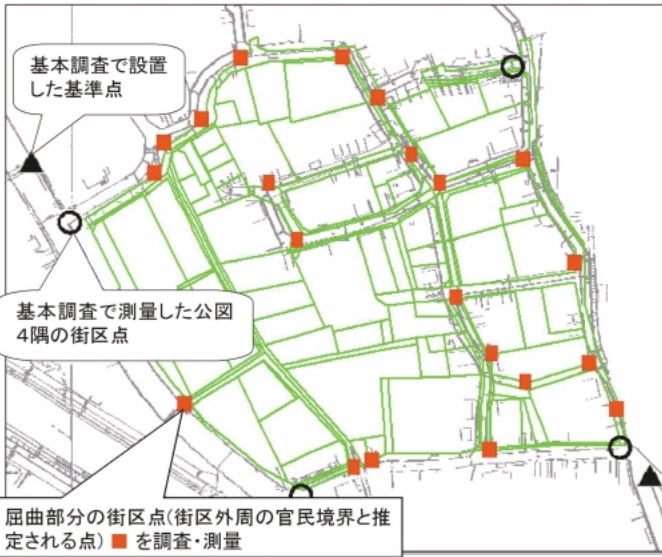 基本調査で設置
した基準点
基本調査で測量した公図
4隅の街区点
屈曲部分の街区点(街区外周の官民境界と推
定される点) ■ を調査・測量